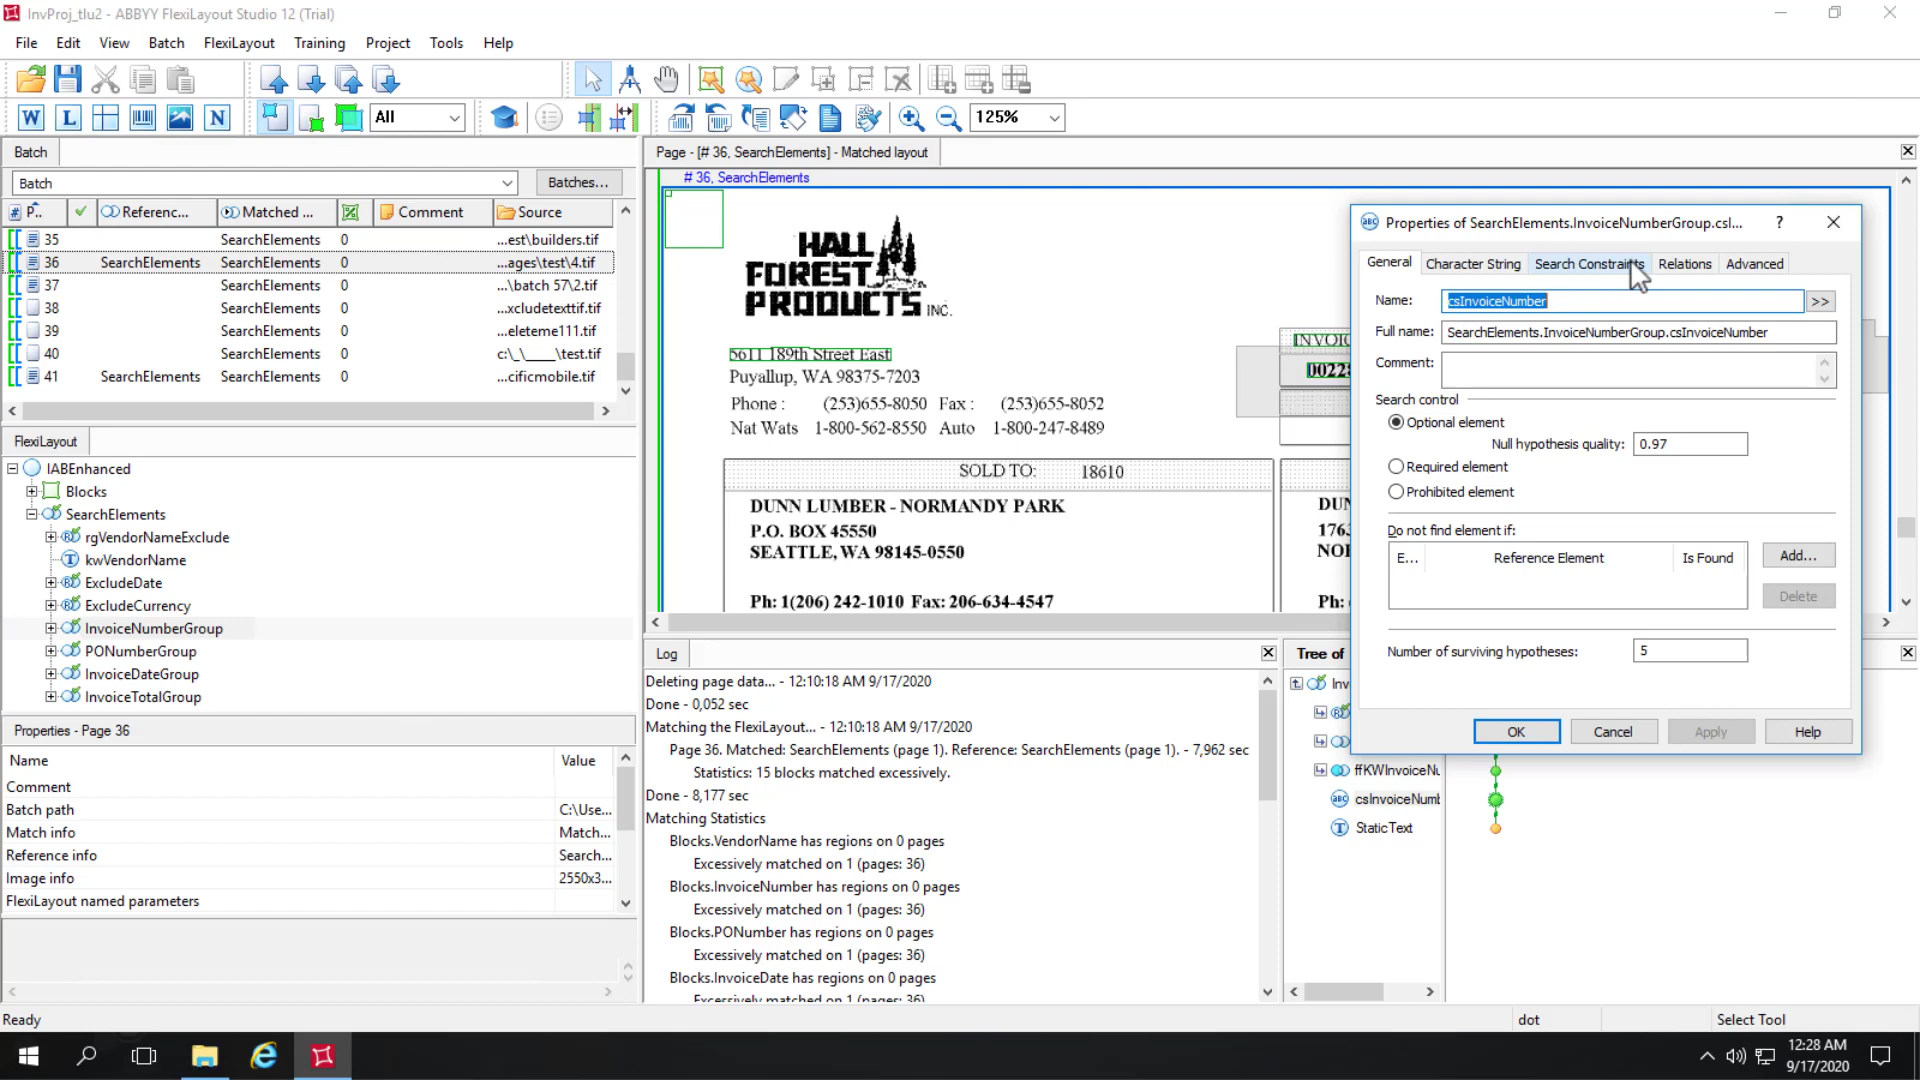 InvProj_tlu2 - ABBYY FlexiLayout Studio 12 (Trial)
File Edit View Batch FlexiLayout Training Project Tools Help
W L N All 125%
Batch
Page - [# 36, SearchElements] - Matched layout
Batch Batches...
# 36, SearchElements
# P.. Referenc... Matched ... Comment Source
35 SearchElements 0 ...est\builders.tif
36 SearchElements SearchElements 0 ...ages\test\4.tif
37 SearchElements 0 ...\batch 57\2.tif
38 SearchElements 0 ...xcludetexttif.tif
39 SearchElements 0 ...eleteme111.tif
40 SearchElements 0 c:\_\____\test.tif
41 SearchElements SearchElements 0 ...cificmobile.tif
FlexiLayout
IABEnhanced
Blocks
SearchElements
rgVendorNameExclude
kwVendorName
ExcludeDate
ExcludeCurrency
InvoiceNumberGroup
PONumberGroup
InvoiceDateGroup
InvoiceTotalGroup
Properties - Page 36
Name Value
Comment
Batch path C:\Use...
Match info Match...
Reference info Search...
Image info 2550x3...
FlexiLayout named parameters
HALL
FOREST
PRODUCTS INC.
5611 189th Street East
Puyallup, WA 98375-7203
Phone : (253)655-8050 Fax : (253)655-8052
Nat Wats 1-800-562-8550 Auto 1-800-247-8489
INVOIC
0022
SOLD TO: 18610
DUNN LUMBER - NORMANDY PARK
P.O. BOX 45550
SEATTLE, WA 98145-0550
Ph: 1(206) 242-1010 Fax: 206-634-4547
DUN
1763
NOR
Ph: (
Properties of SearchElements.InvoiceNumberGroup.csI... ?
General Character String Search Constraints Relations Advanced
Name: csInvoiceNumber >>
Full name: SearchElements.InvoiceNumberGroup.csInvoiceNumber
Comment:
Search control
Optional element
Null hypothesis quality: 0.97
Required element
Prohibited element
Do not find element if:
E... Reference Element Is Found
Add...
Delete
Number of surviving hypotheses: 5
OK Cancel Apply Help
Log
Deleting page data... - 12:10:18 AM 9/17/2020
Done - 0,052 sec
Matching the FlexiLayout... - 12:10:18 AM 9/17/2020
Page 36. Matched: SearchElements (page 1). Reference: SearchElements (page 1). - 7,962 sec
Statistics: 15 blocks matched excessively.
Done - 8,177 sec
Matching Statistics
Blocks.VendorName has regions on 0 pages
Excessively matched on 1 (pages: 36)
Blocks.InvoiceNumber has regions on 0 pages
Excessively matched on 1 (pages: 36)
Blocks.PONumber has regions on 0 pages
Excessively matched on 1 (pages: 36)
Blocks.InvoiceDate has regions on 0 pages
Excessively matched on 1 (pages: 36)
Tree of
Inv
ffKWInvoiceNu
csInvoiceNumb
StaticText
Ready dot Select Tool
12:28 AM
9/17/2020